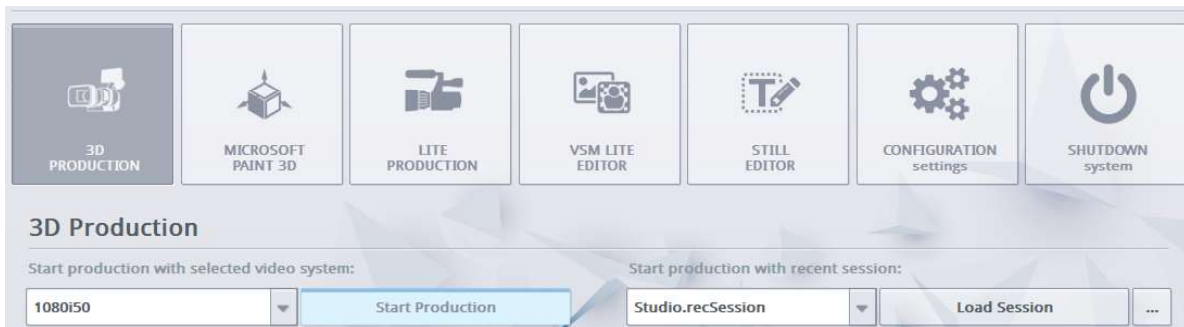 3D
PRODUCTION
MICROSOFT
PAINT 3D
LITE
PRODUCTION
VSM LITE
EDITOR
STILL
EDITOR
CONFIGURATION
settings
SHUTDOWN
system
3D Production
Start production with selected video system:
Start production with recent session:
1080i50
Start Production
Studio.recSession
Load Session
...